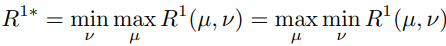 R^{1*} = \min_{\nu} \max_{\mu} R^1(\mu, \nu) = \max_{\mu} \min_{\nu} R^1(\mu, \nu)